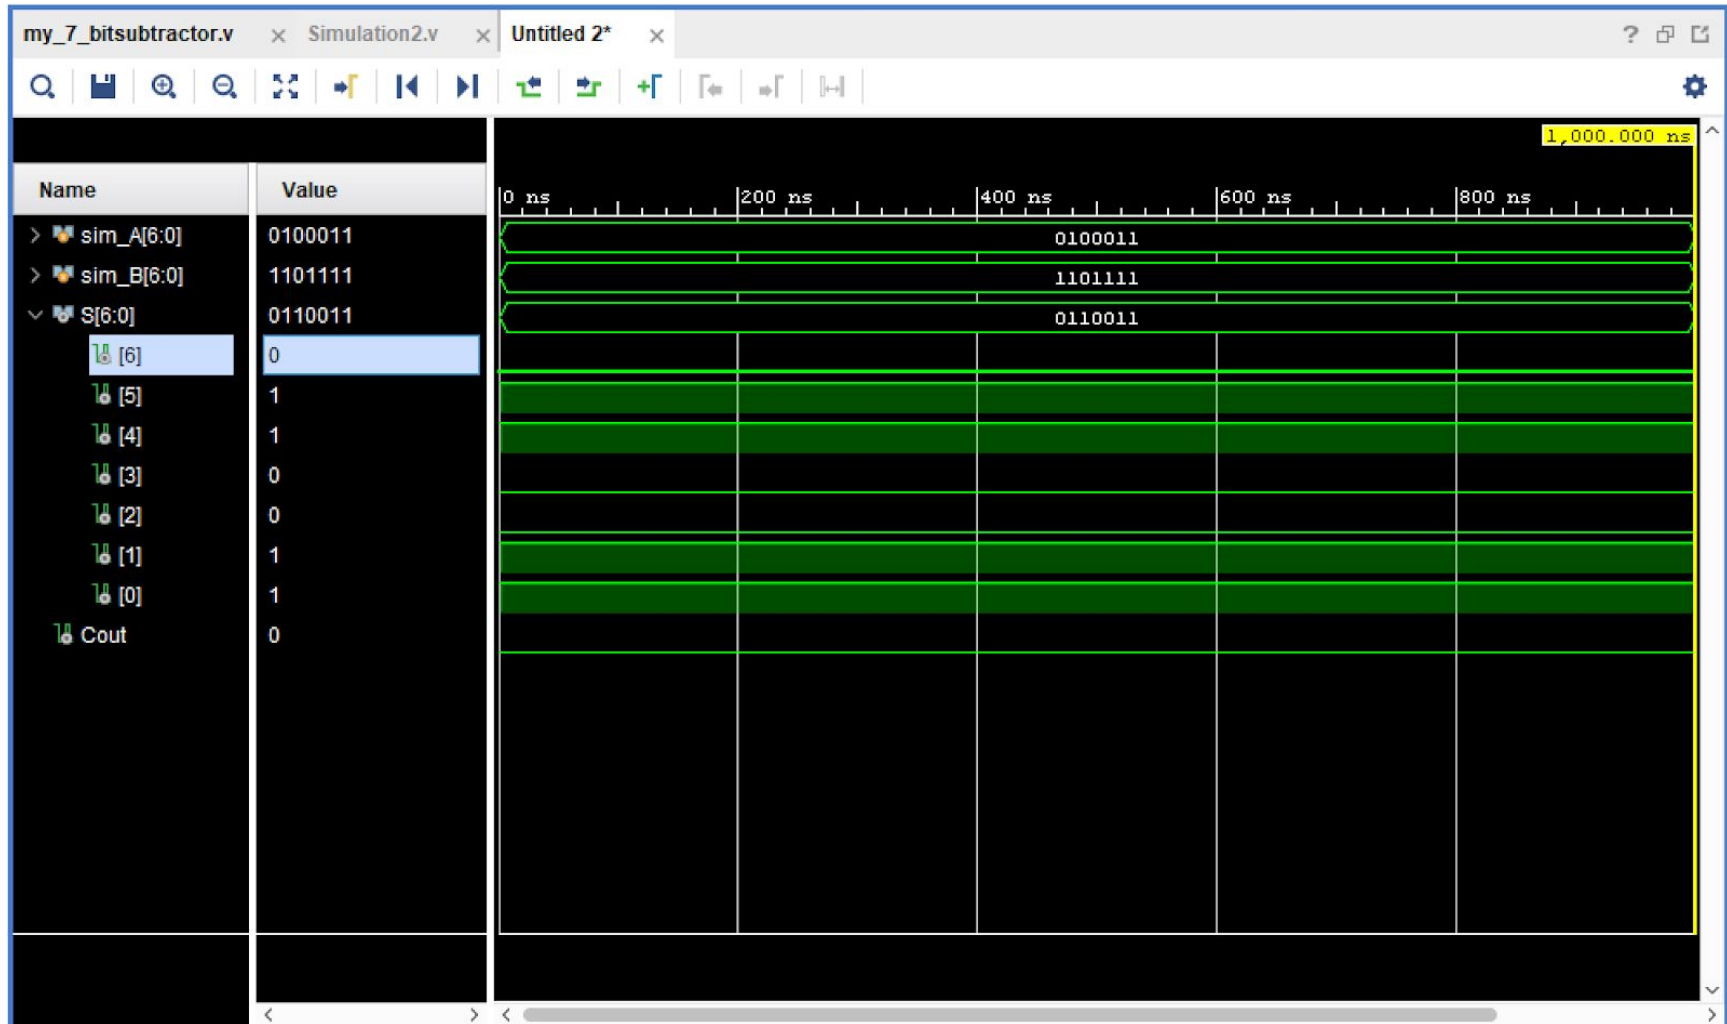 my_7_bitsubtractor.v × Simulation2.v × Untitled 2* × ?
1,000.000 ns
Name Value 0 ns 200 ns 400 ns 600 ns 800 ns
sim_A[6:0] 0100011 0100011
sim_B[6:0] 1101111 1101111
S[6:0] 0110011 0110011
[6] 0
[5] 1
[4] 1
[3] 0
[2] 0
[1] 1
[0] 1
Cout 0